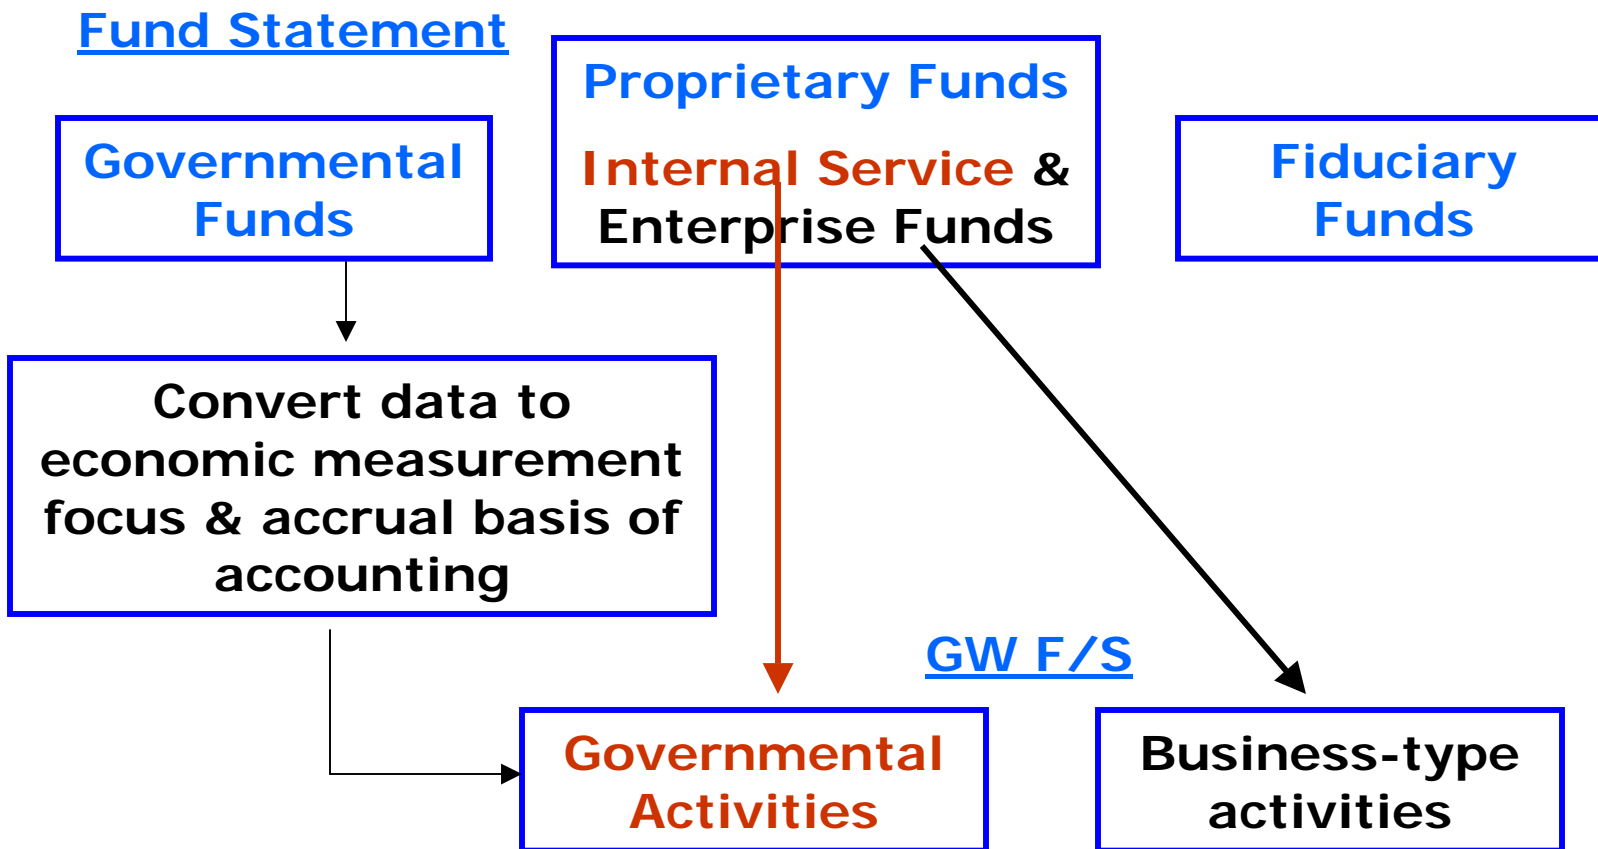 Fund Statement
Governmental
Funds
Proprietary Funds
Internal Service &
Enterprise Funds
Fiduciary
Funds
Convert data to
economic measurement
focus & accrual basis of
accounting
GW F/S
Governmental
Activities
Business-type
activities